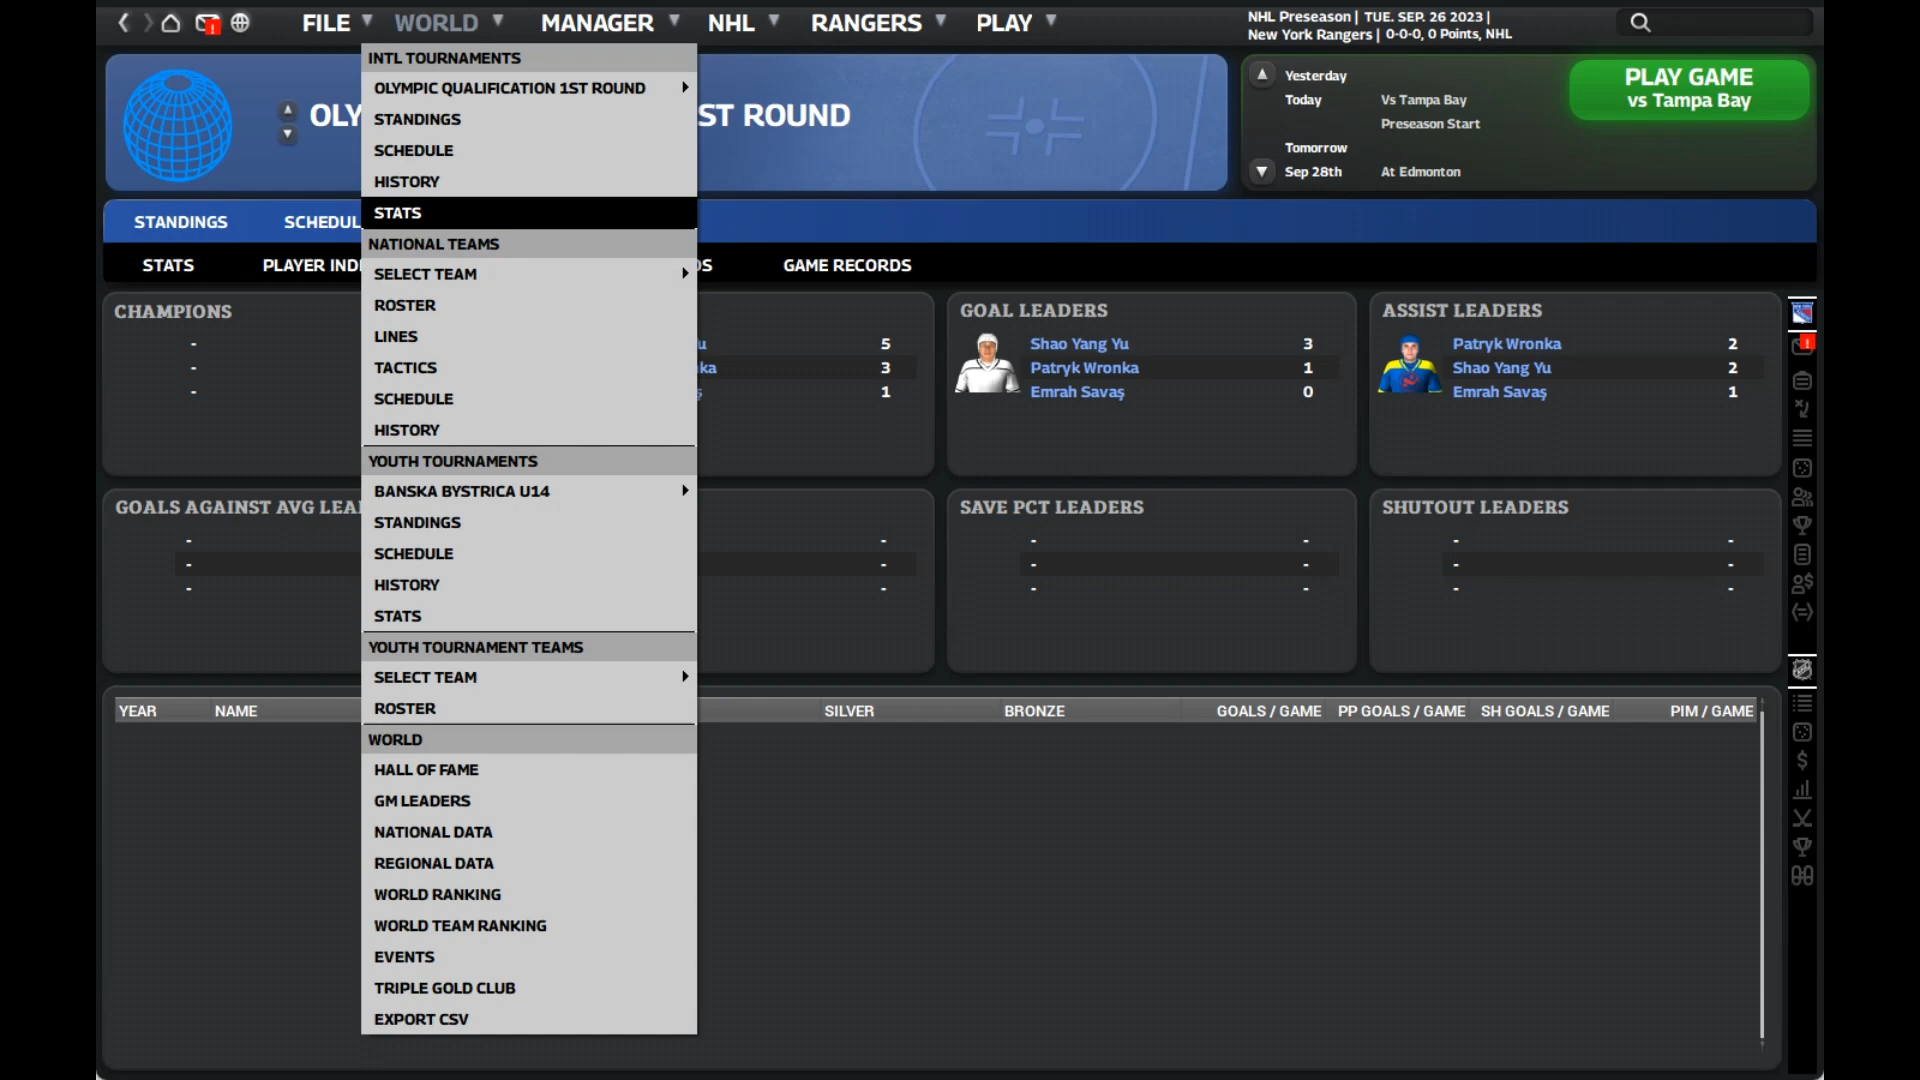 FILE WORLD MANAGER NHL RANGERS PLAY
NHL Preseason | TUE. SEP. 26 2023 |
New York Rangers | 0-0-0, 0 Points, NHL
INTL TOURNAMENTS
OLYMPIC QUALIFICATION 1ST ROUND
STANDINGS
SCHEDULE
HISTORY
STATS
NATIONAL TEAMS
SELECT TEAM
ROSTER
LINES
TACTICS
SCHEDULE
HISTORY
YOUTH TOURNAMENTS
BANSKA BYSTRICA U14
STANDINGS
SCHEDULE
HISTORY
STATS
YOUTH TOURNAMENT TEAMS
SELECT TEAM
ROSTER
WORLD
HALL OF FAME
GM LEADERS
NATIONAL DATA
REGIONAL DATA
WORLD RANKING
WORLD TEAM RANKING
EVENTS
TRIPLE GOLD CLUB
EXPORT CSV
OLY ST ROUND
Yesterday
Today Vs Tampa Bay
Preseason Start
Tomorrow
Sep 28th At Edmonton
PLAY GAME
vs Tampa Bay
STANDINGS SCHEDUL
STATS PLAYER INDE DS GAME RECORDS
CHAMPIONS
-
-
-
u 5
ka 3
ş 1
GOAL LEADERS
Shao Yang Yu 3
Patryk Wronka 1
Emrah Savaş 0
ASSIST LEADERS
Patryk Wronka 2
Shao Yang Yu 2
Emrah Savaş 1
GOALS AGAINST AVG LEA
- -
- -
- -
SAVE PCT LEADERS
- -
- -
- -
SHUTOUT LEADERS
- -
- -
- -
YEAR NAME SILVER BRONZE GOALS / GAME PP GOALS / GAME SH GOALS / GAME PIM / GAME